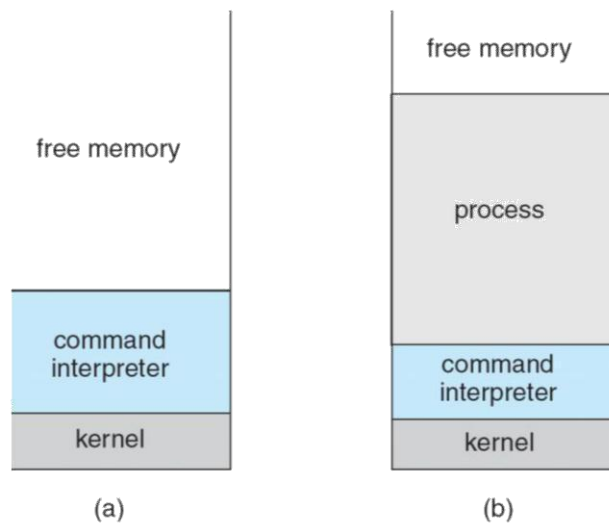 free memory
command
interpreter
kernel
(a)
free memory
process
command
interpreter
kernel
(b)